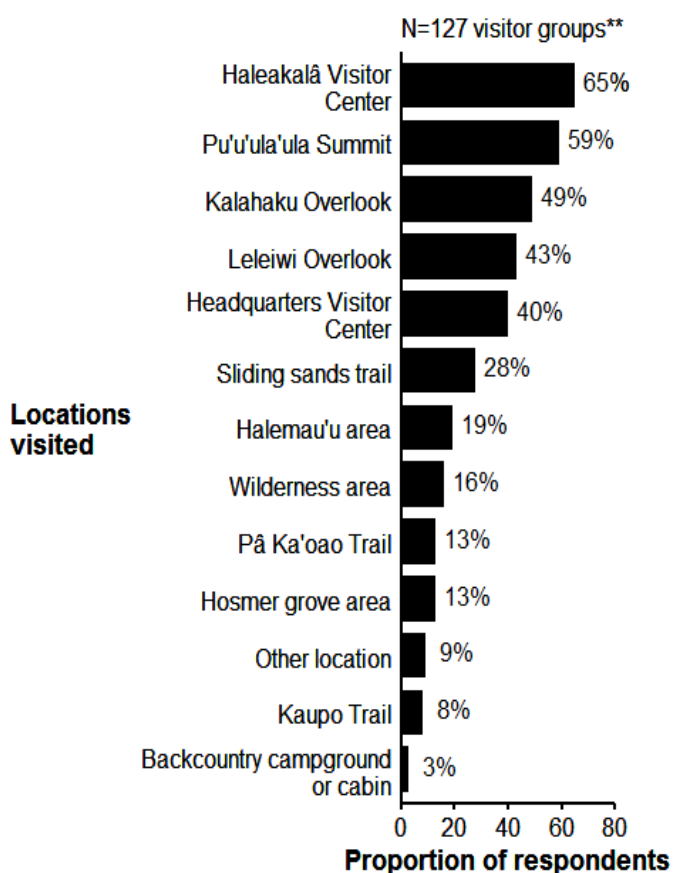 N=127 visitor groups**
Haleakalâ Visitor
Center
65%
Pu'u'ula'ula Summit
59%
Kalahaku Overlook
49%
Leleiwi Overlook
43%
Headquarters Visitor
Center
40%
Sliding sands trail
28%
Locations
visited
Halemau'u area
19%
Wilderness area
16%
Pâ Ka'oao Trail
13%
Hosmer grove area
13%
Other location
9%
Kaupo Trail
8%
Backcountry campground
or cabin
3%
0 20 40 60 80
Proportion of respondents